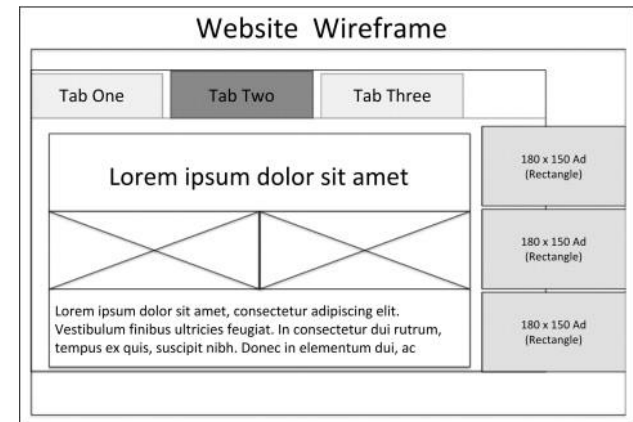 Website Wireframe
Tab One
Tab Two
Tab Three
Lorem ipsum dolor sit amet
Lorem ipsum dolor sit amet, consectetur adipiscing elit.
Vestibulum finibus ultricies feugiat. In consectetur dui rutrum,
tempus ex quis, suscipit nibh. Donec in elementum dui, ac
180 x 150 Ad
(Rectangle)
180 x 150 Ad
(Rectangle)
180 x 150 Ad
(Rectangle)